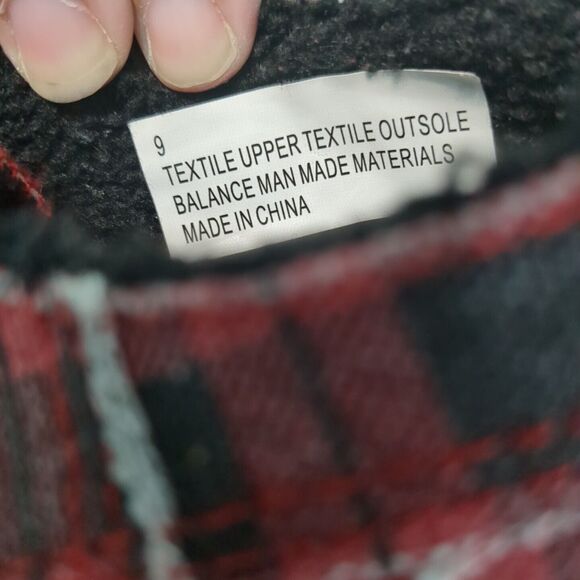 9
TEXTILE UPPER TEXTILE OUTSOLE
BALANCE MAN MADE MATERIALS
MADE IN CHINA